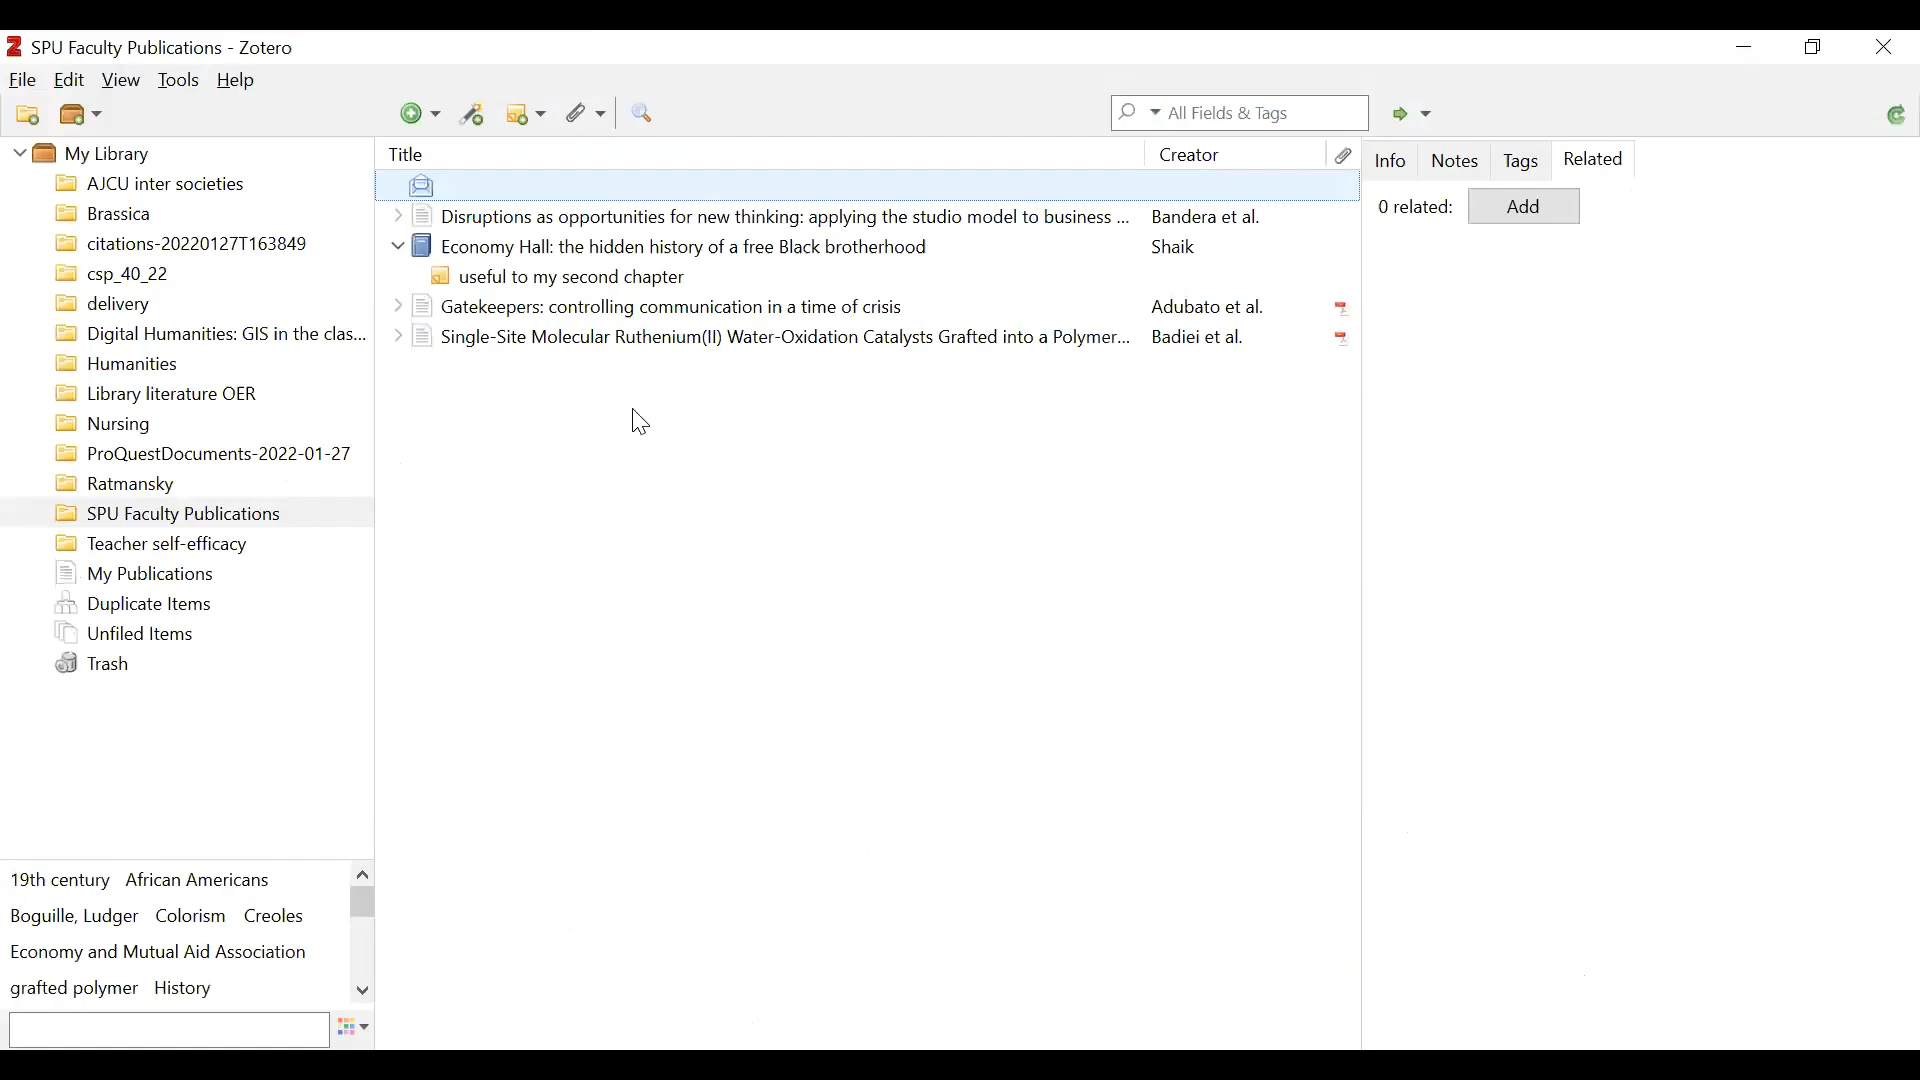 SPU Faculty Publications - Zotero
File Edit View Tools Help
All Fields & Tags
My Library
AJCU inter societies
Brassica
citations-20220127T163849
csp_40_22
delivery
Digital Humanities: GIS in the clas...
Humanities
Library literature OER
Nursing
ProQuestDocuments-2022-01-27
Ratmansky
SPU Faculty Publications
Teacher self-efficacy
My Publications
Duplicate Items
Unfiled Items
Trash
19th century African Americans
Boguille, Ludger Colorism Creoles
Economy and Mutual Aid Association
grafted polymer History
Title Creator
Disruptions as opportunities for new thinking: applying the studio model to business ... Bandera et al.
Economy Hall: the hidden history of a free Black brotherhood Shaik
useful to my second chapter
Gatekeepers: controlling communication in a time of crisis Adubato et al.
Single-Site Molecular Ruthenium(II) Water-Oxidation Catalysts Grafted into a Polymer... Badiei et al.
Info Notes Tags Related
0 related: Add